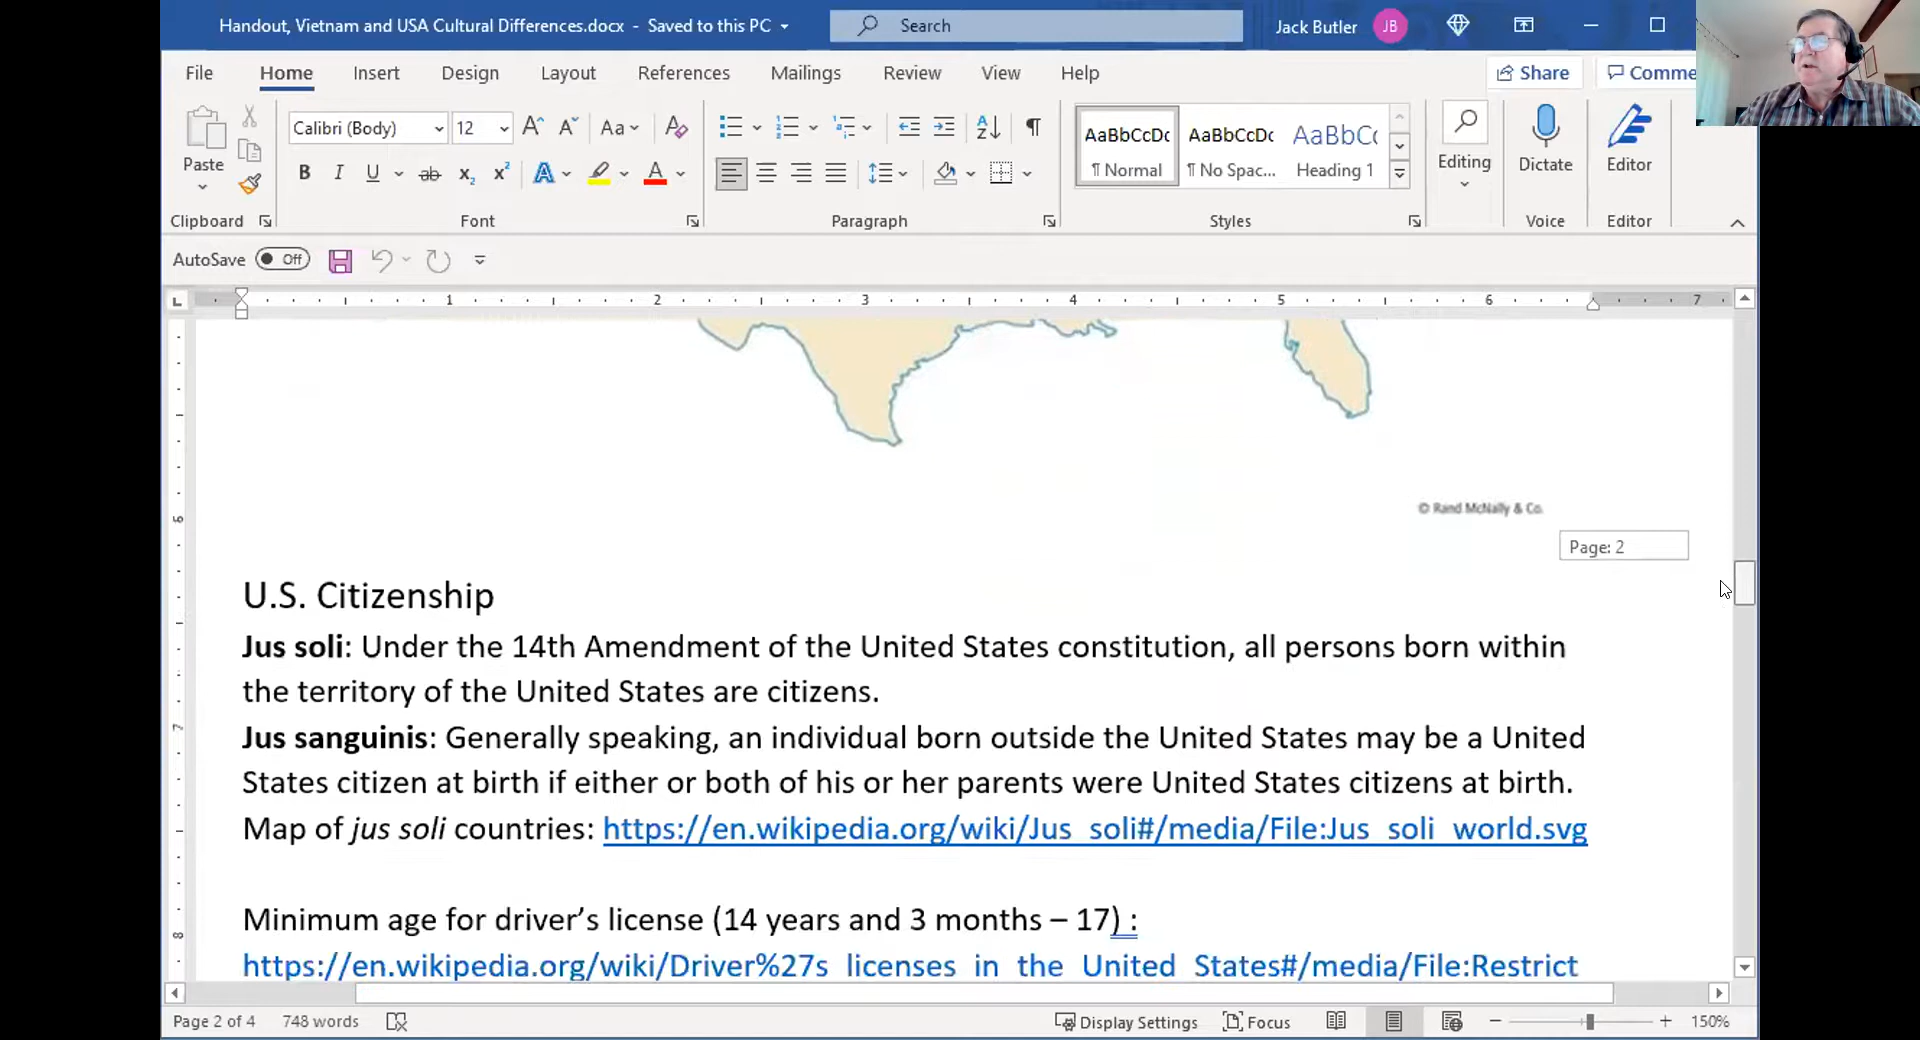 Handout, Vietnam and USA Cultural Differences.docx - Saved to this PC
Search
Jack Butler JB
File Home Insert Design Layout References Mailings Review View Help
Share Comme
Calibri (Body) 12
Paste
AaBbCcDc AaBbCcDc AaBbCc
¶ Normal ¶ No Spac... Heading 1
Editing Dictate Editor
Clipboard Font Paragraph Styles Voice Editor
AutoSave Off
1 2 3 4 5 6 7
© Rand McNally & Co.
Page: 2
U.S. Citizenship
Jus soli: Under the 14th Amendment of the United States constitution, all persons born within
the territory of the United States are citizens.
Jus sanguinis: Generally speaking, an individual born outside the United States may be a United
States citizen at birth if either or both of his or her parents were United States citizens at birth.
Map of jus soli countries: https://en.wikipedia.org/wiki/Jus_soli#/media/File:Jus_soli_world.svg
Minimum age for driver’s license (14 years and 3 months – 17) :
https://en.wikipedia.org/wiki/Driver%27s_licenses_in_the_United_States#/media/File:Restrict
Page 2 of 4 748 words Display Settings Focus 150%